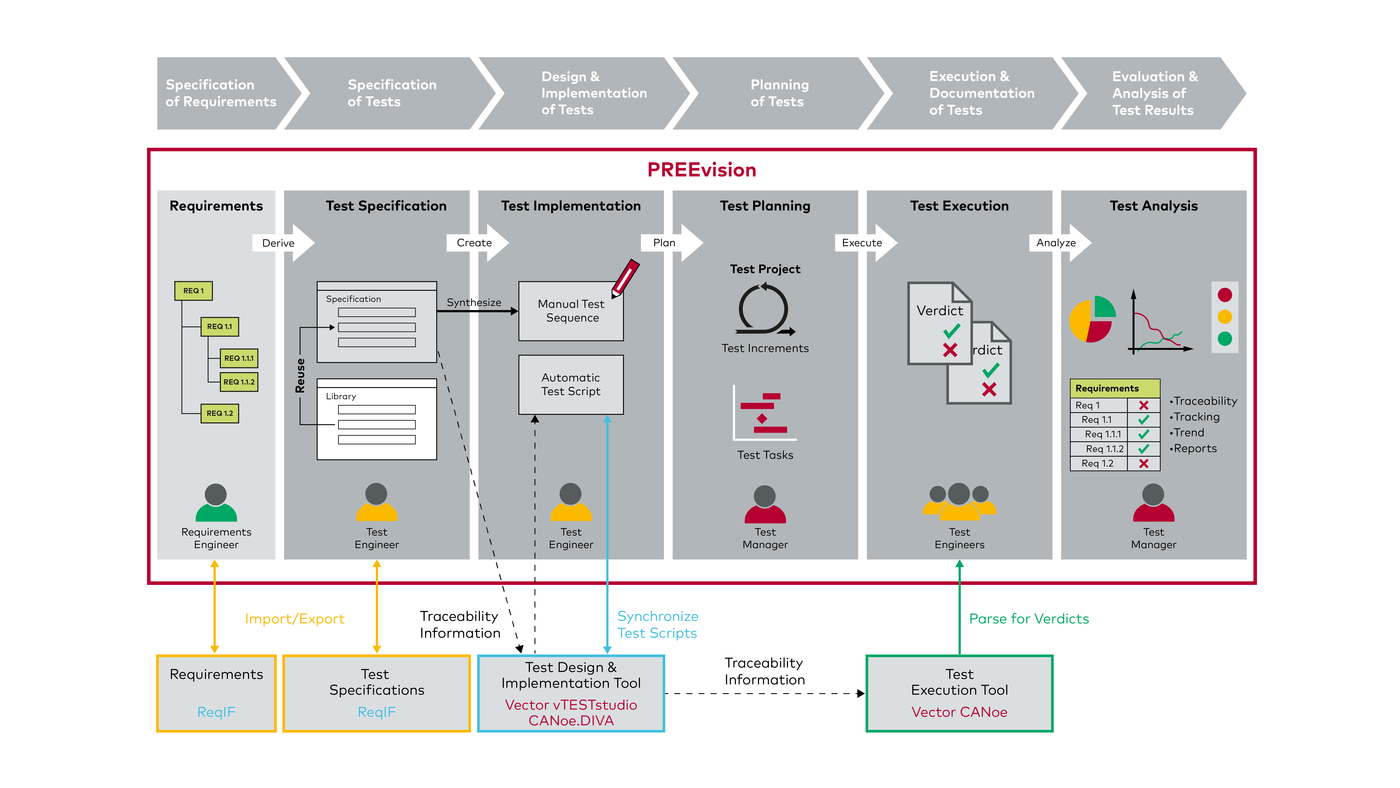 Specification
of Requirements
Specification
of Tests
Design &
Implementation
of Tests
Planning
of Tests
Execution &
Documentation
of Tests
Evaluation &
Analysis of
Test Results
PREEvision
Requirements
Test Specification
Test Implementation
Test Planning
Test Execution
Test Analysis
Derive
Create
Plan
Execute
Analyze
REQ 1
REQ 1.1
REQ 1.1.1
REQ 1.1.2
REQ 1.2
Requirements
Engineer
Reuse
Specification
Library
Test
Engineer
Synthesize
Manual Test
Sequence
Automatic
Test Script
Test
Engineer
Test Project
Test Increments
Test Tasks
Test
Manager
Verdict
rdict
Test
Engineers
Requirements
Req 1
Req 1.1
Req 1.1.1
Req 1.1.2
Req 1.2
•Traceability
•Tracking
•Trend
•Reports
Test
Manager
Import/Export
Traceability
Information
Synchronize
Test Scripts
Parse for Verdicts
Requirements
ReqIF
Test
Specifications
ReqIF
Test Design &
Implementation Tool
Vector vTESTstudio
CANoe.DIVA
Traceability
Information
Test
Execution Tool
Vector CANoe